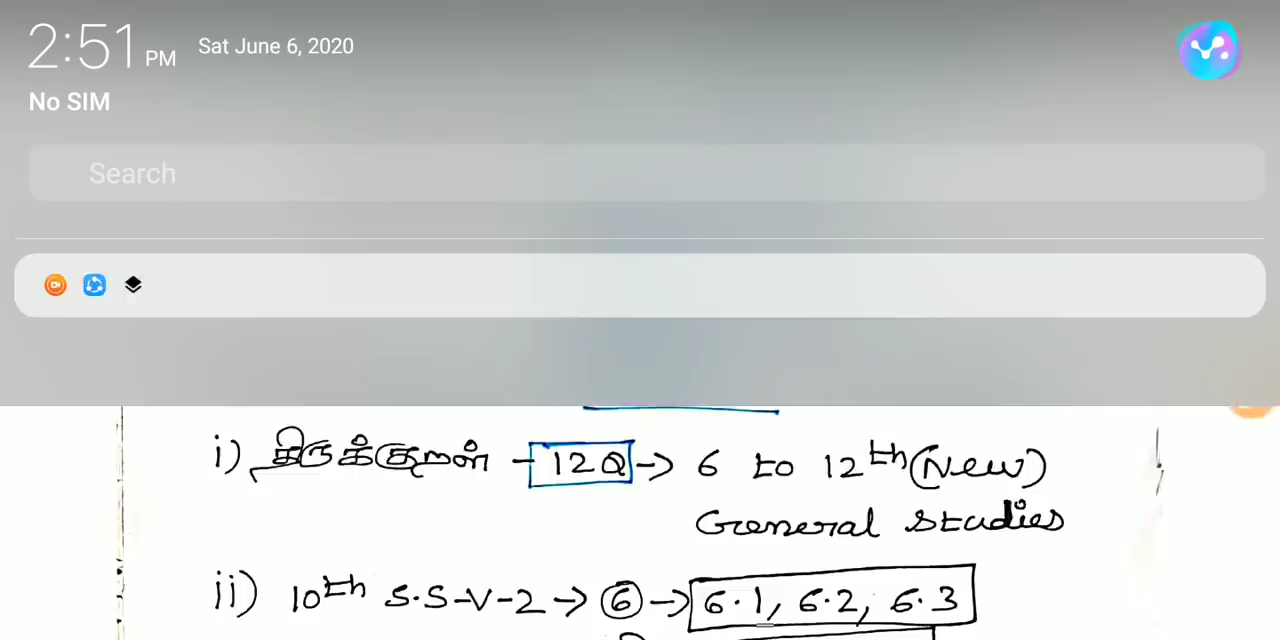 2:51 PM Sat June 6, 2020
No SIM
Search
i) திருக்குறள் - 12Q -> 6 to 12th (New)
General Studies
ii) 10th S.S-V-2 -> 6 -> 6.1, 6.2, 6.3